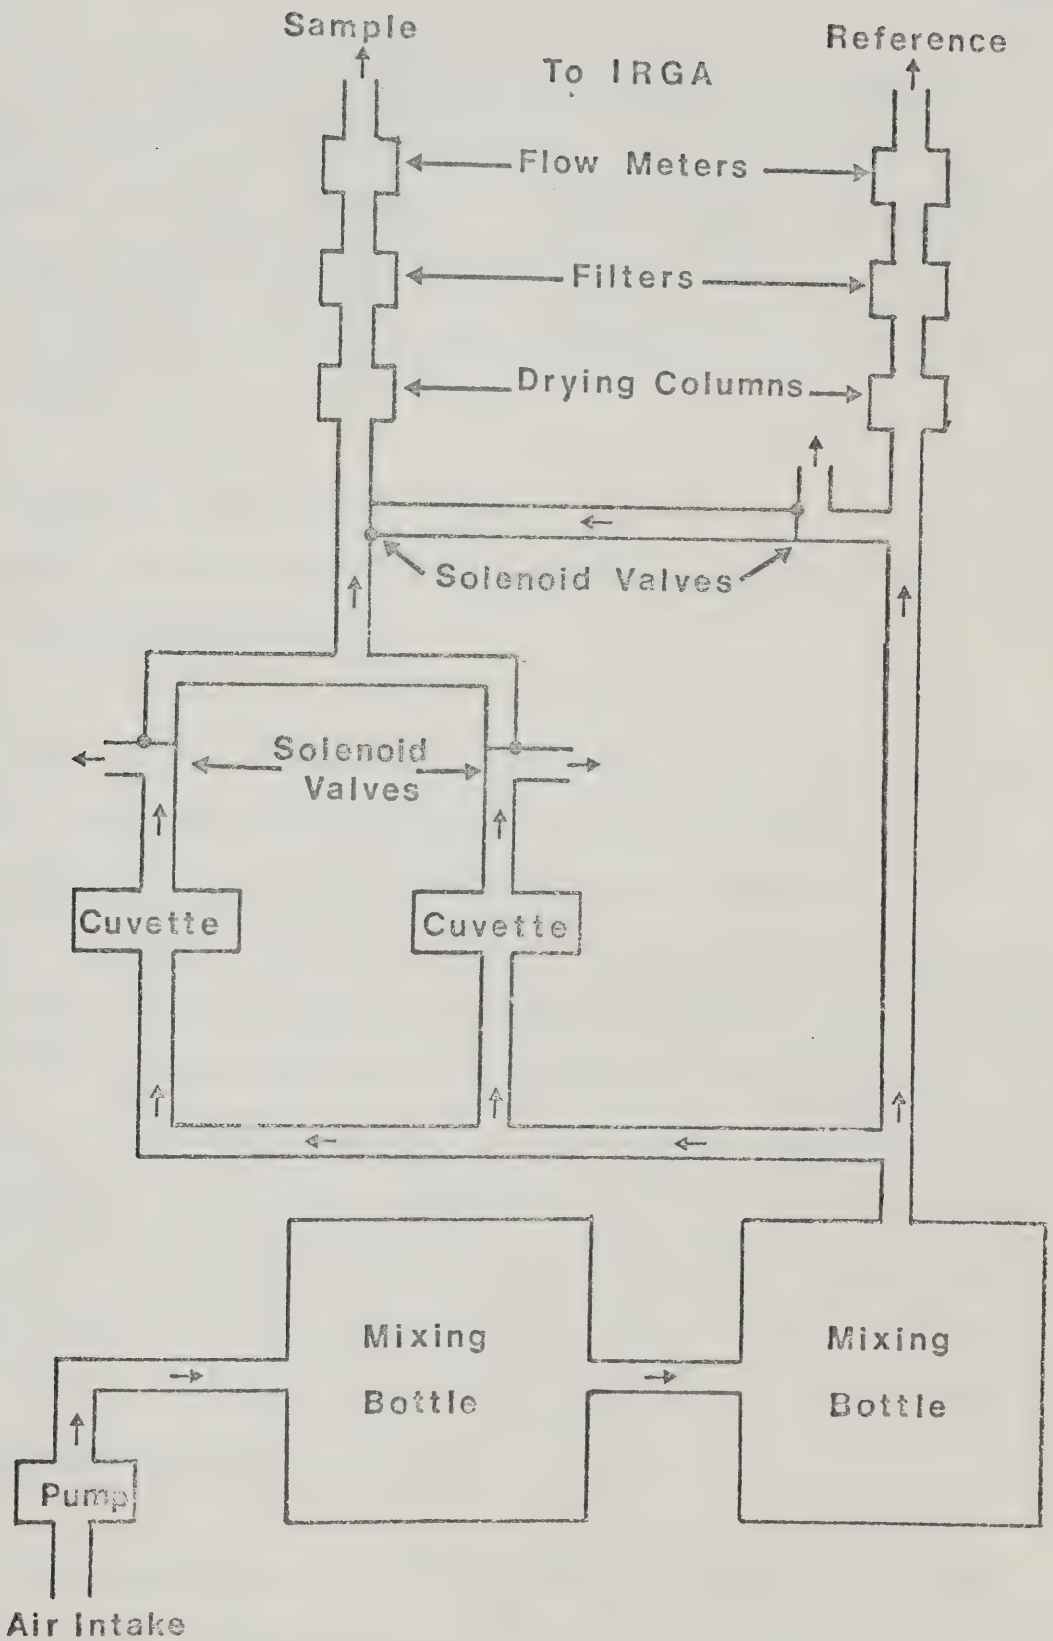 Sample
Reference
To IRGA
Flow Meters
Filters
Drying Columns
Solenoid Valves
Solenoid
Valves
Cuvette
Cuvette
Mixing
Bottle
Mixing
Bottle
Pump
Air Intake